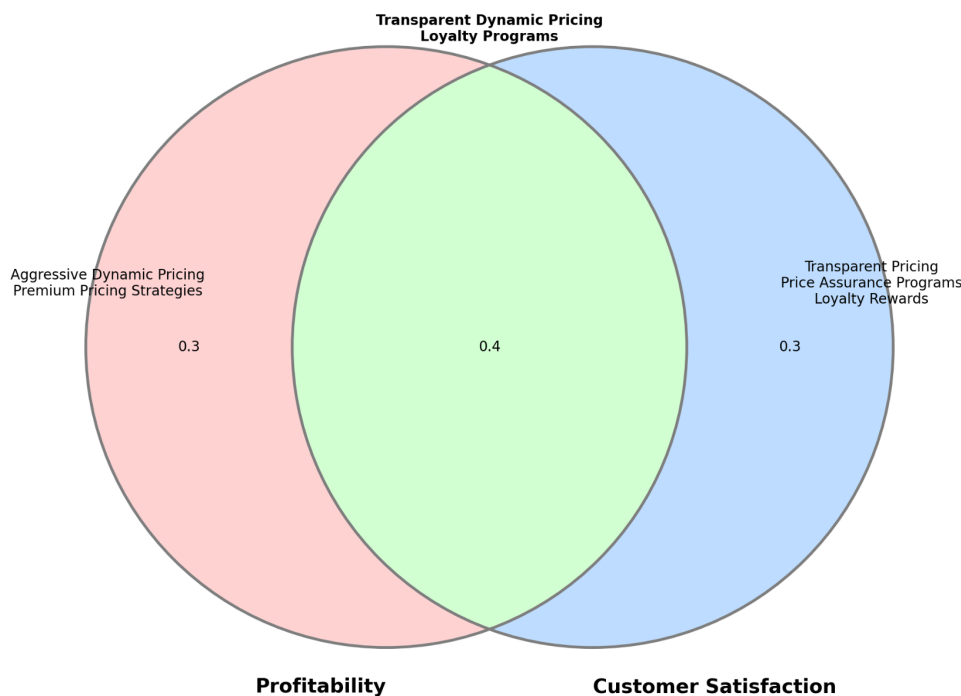 Transparent Dynamic Pricing
Loyalty Programs
Aggressive Dynamic Pricing
Premium Pricing Strategies
Transparent Pricing
Price Assurance Programs
Loyalty Rewards
0.3
0.4
0.3
Profitability
Customer Satisfaction